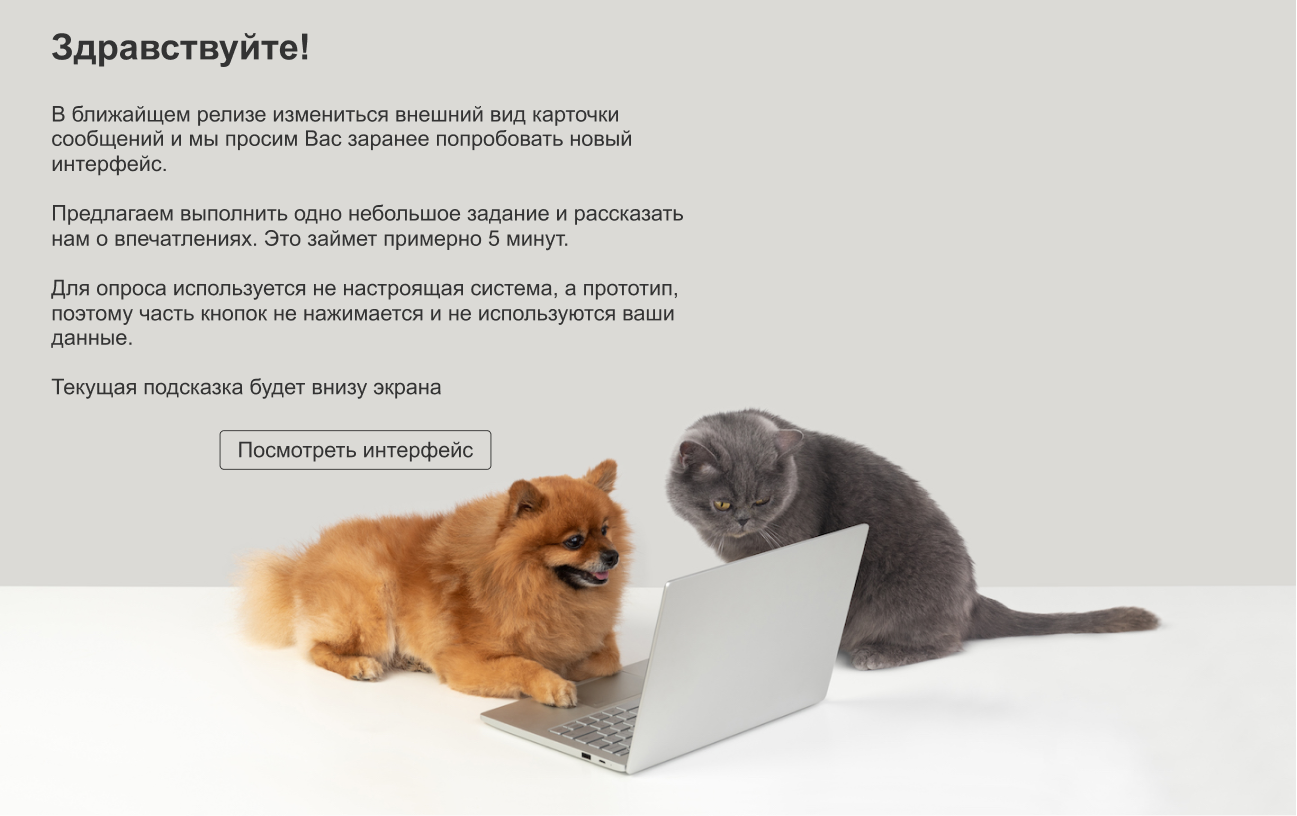 Здравствуйте!
В ближайщем релизе измениться внешний вид карточки
сообщений и мы просим Вас заранее попробовать новый
интерфейс.
Предлагаем выполнить одно небольшое задание и рассказать
нам о впечатлениях. Это займет примерно 5 минут.
Для опроса используется не настроящая система, а прототип,
поэтому часть кнопок не нажимается и не используются ваши
данные.
Текущая подсказка будет внизу экрана
Посмотреть интерфейс